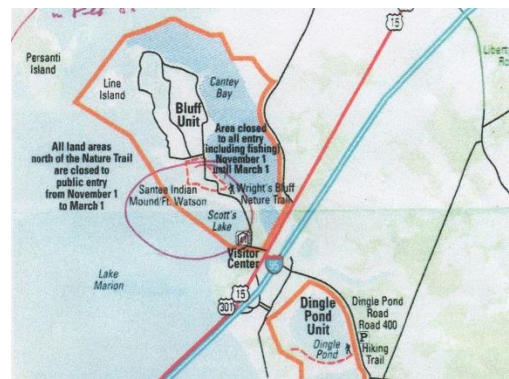 15
Persanti
Island
Line
Island
Cantey
Bay
Bluff
Unit
Area closed
to all entry
(including fishing)
November 1
until March 1
All land areas
north of the Nature Trail
are closed to
public entry
from November 1
to March 1
Santee Indian
Mound/Ft. Watson
Wright's Bluff
Nature Trail
Scott's
Lake
Visitor
Center
95
Lake
Marion
15
301
Dingle
Pond
Unit
Dingle
Pond
Dingle Pond
Road
Road 400
P
Hiking
Trail